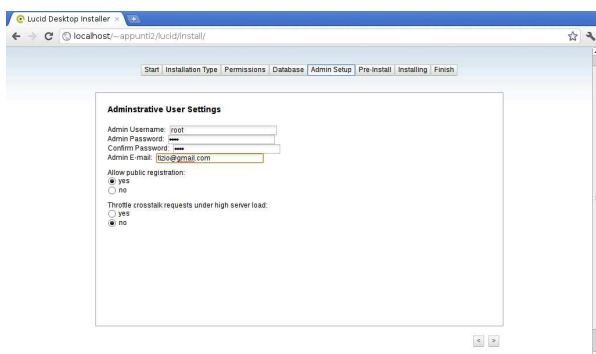 Lucid Desktop Installer
localhost/~appunti2/lucid/install/
Start Installation Type Permissions Database Admin Setup Pre-Install Installing Finish
Adminstrative User Settings
Admin Username: root
Admin Password: ••••
Confirm Password: ••••
Admin E-mail: tizio@gmail.com
Allow public registration:
yes
no
Throttle crosstalk requests under high server load:
yes
no
< >